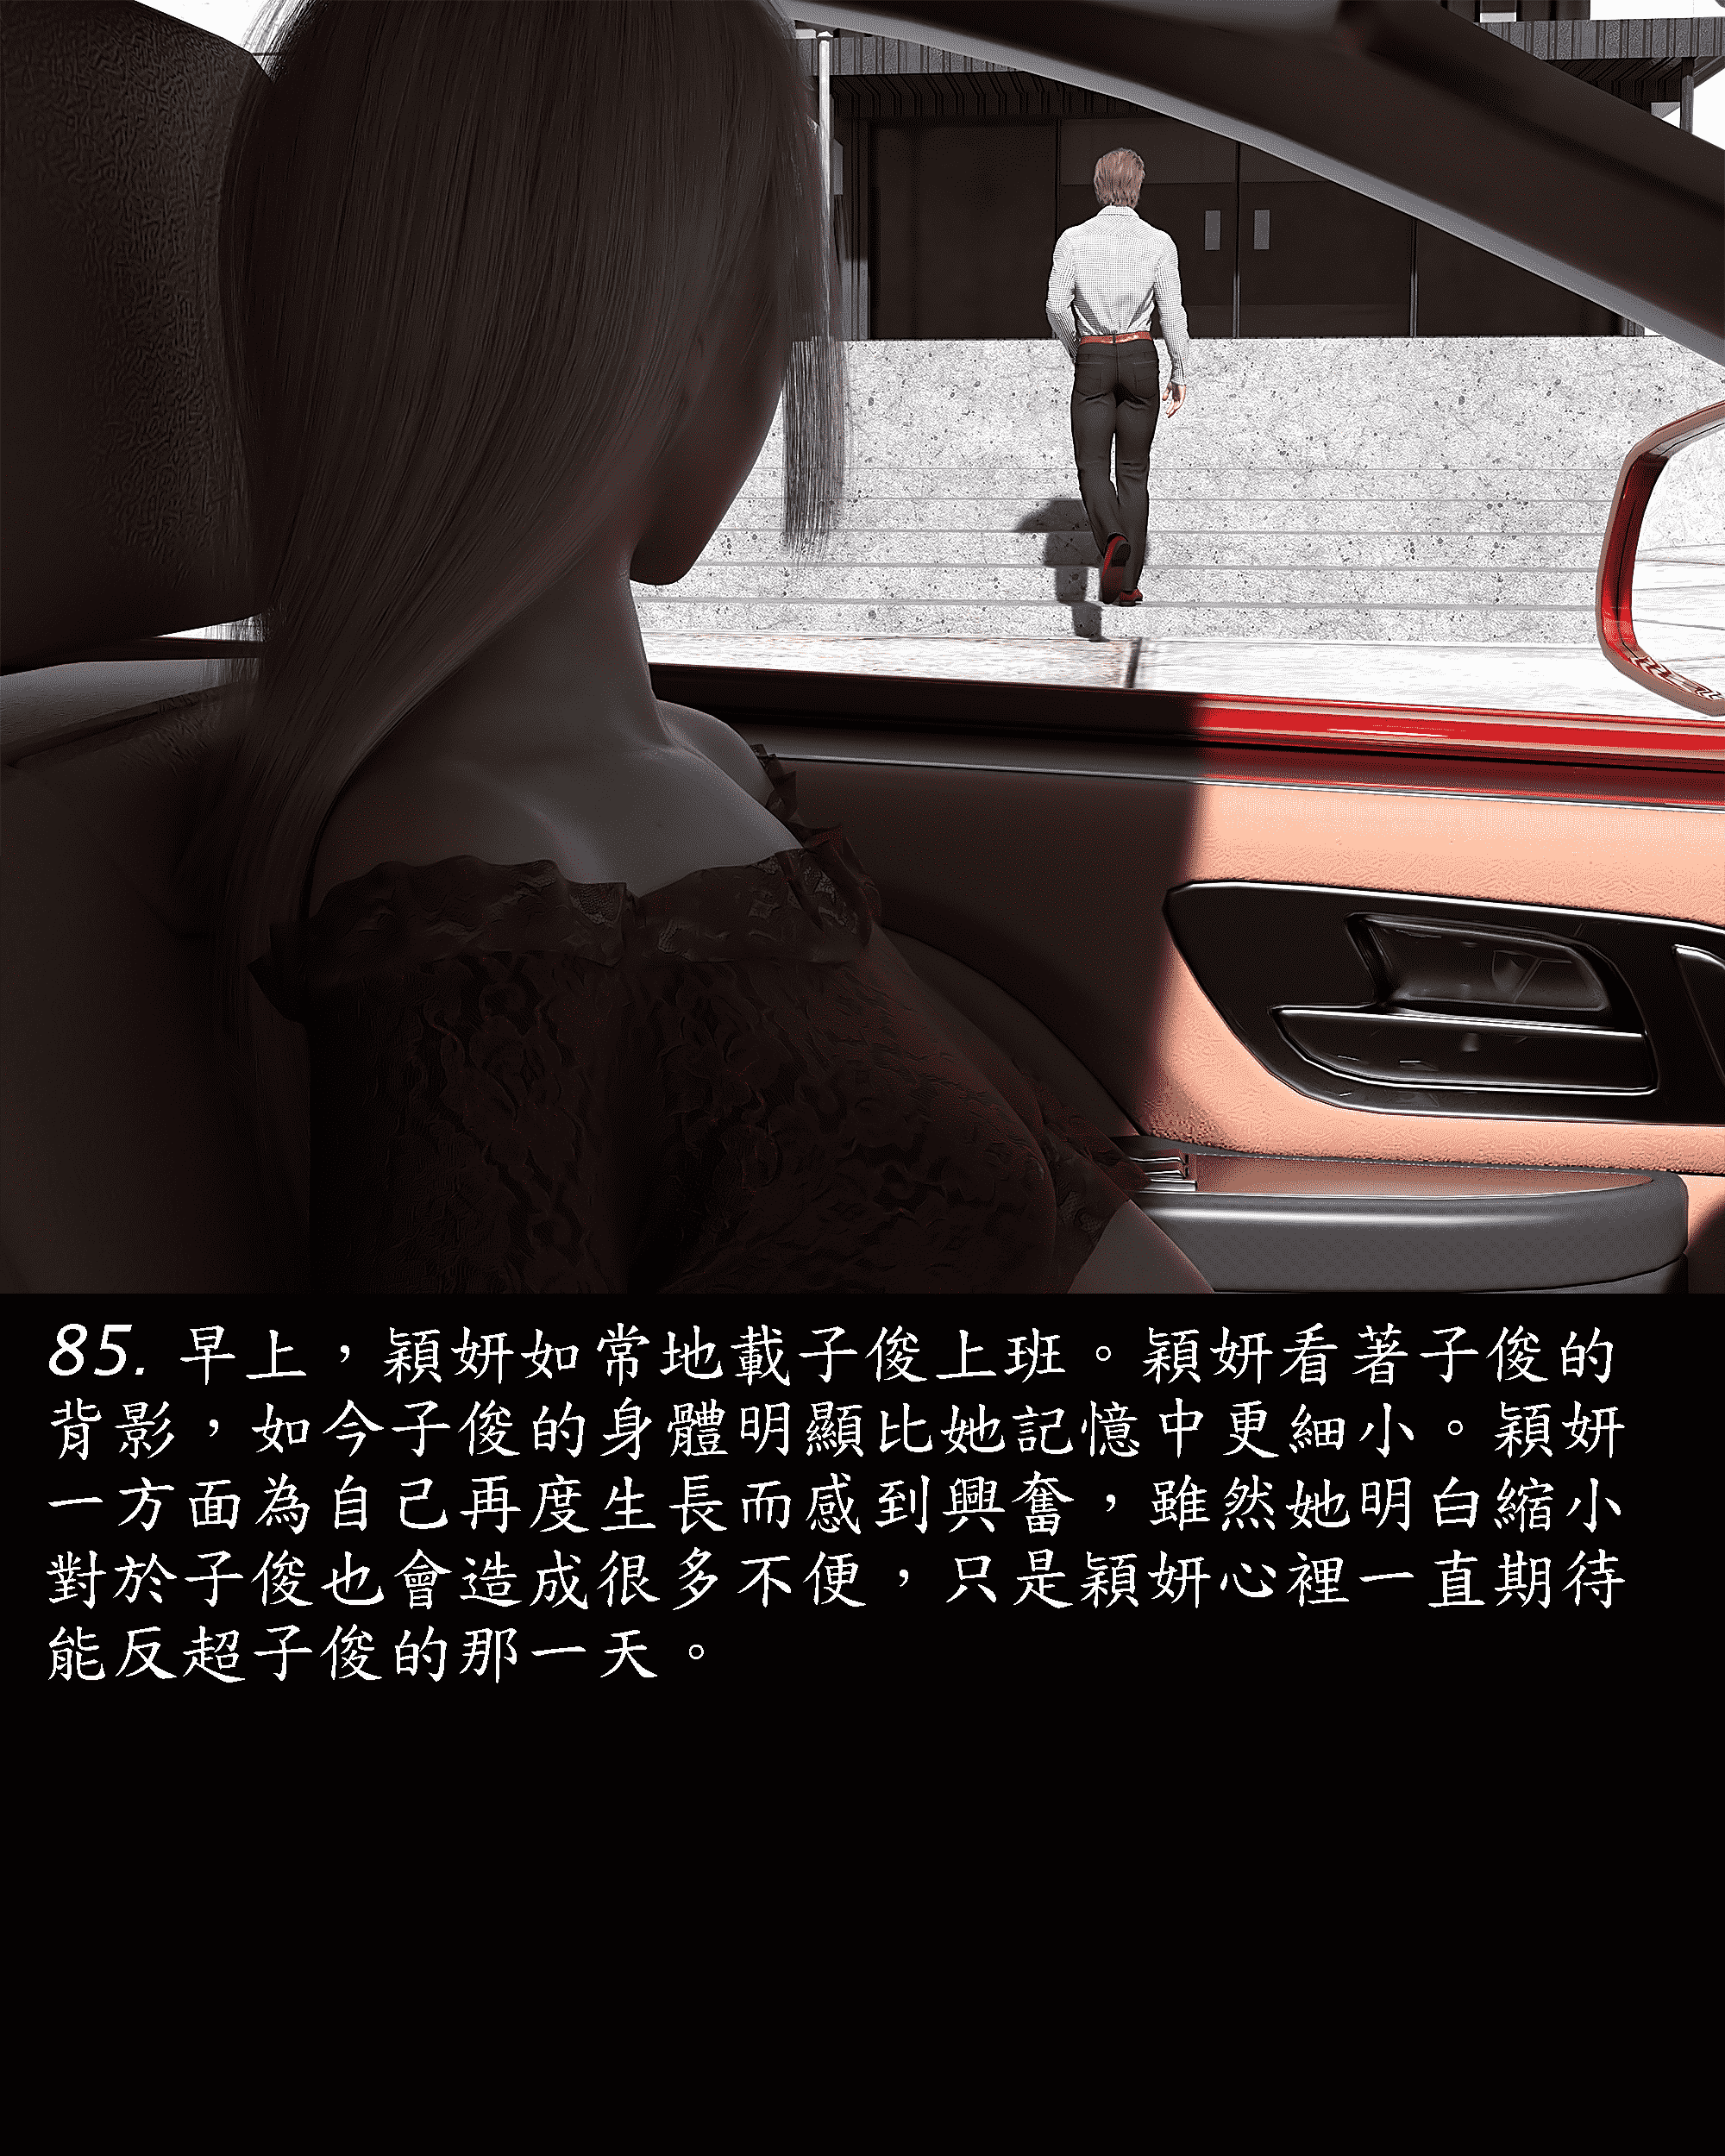 85. 早上，穎妍如常地載子俊上班。穎妍看著子俊的
背影，如今子俊的身體明顯比她記憶中更細小。穎妍
一方面為自己再度生長而感到興奮，雖然她明白縮小
對於子俊也會造成很多不便，只是穎妍心裡一直期待
能反超子俊的那一天。